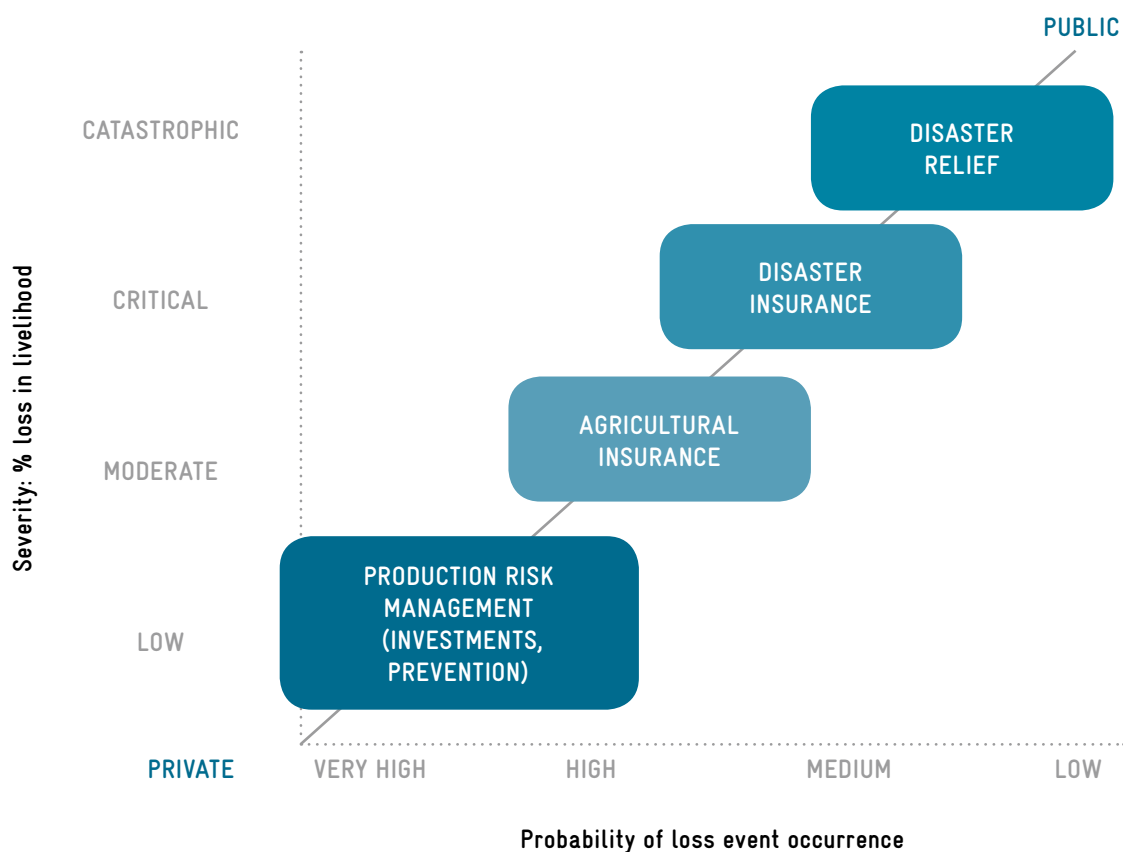 PUBLIC
CATASTROPHIC
DISASTER
RELIEF
Severity: % loss in livelihood
CRITICAL
DISASTER
INSURANCE
MODERATE
AGRICULTURAL
INSURANCE
LOW
PRODUCTION RISK
MANAGEMENT
(INVESTMENTS,
PREVENTION)
PRIVATE
VERY HIGH
HIGH
MEDIUM
LOW
Probability of loss event occurrence